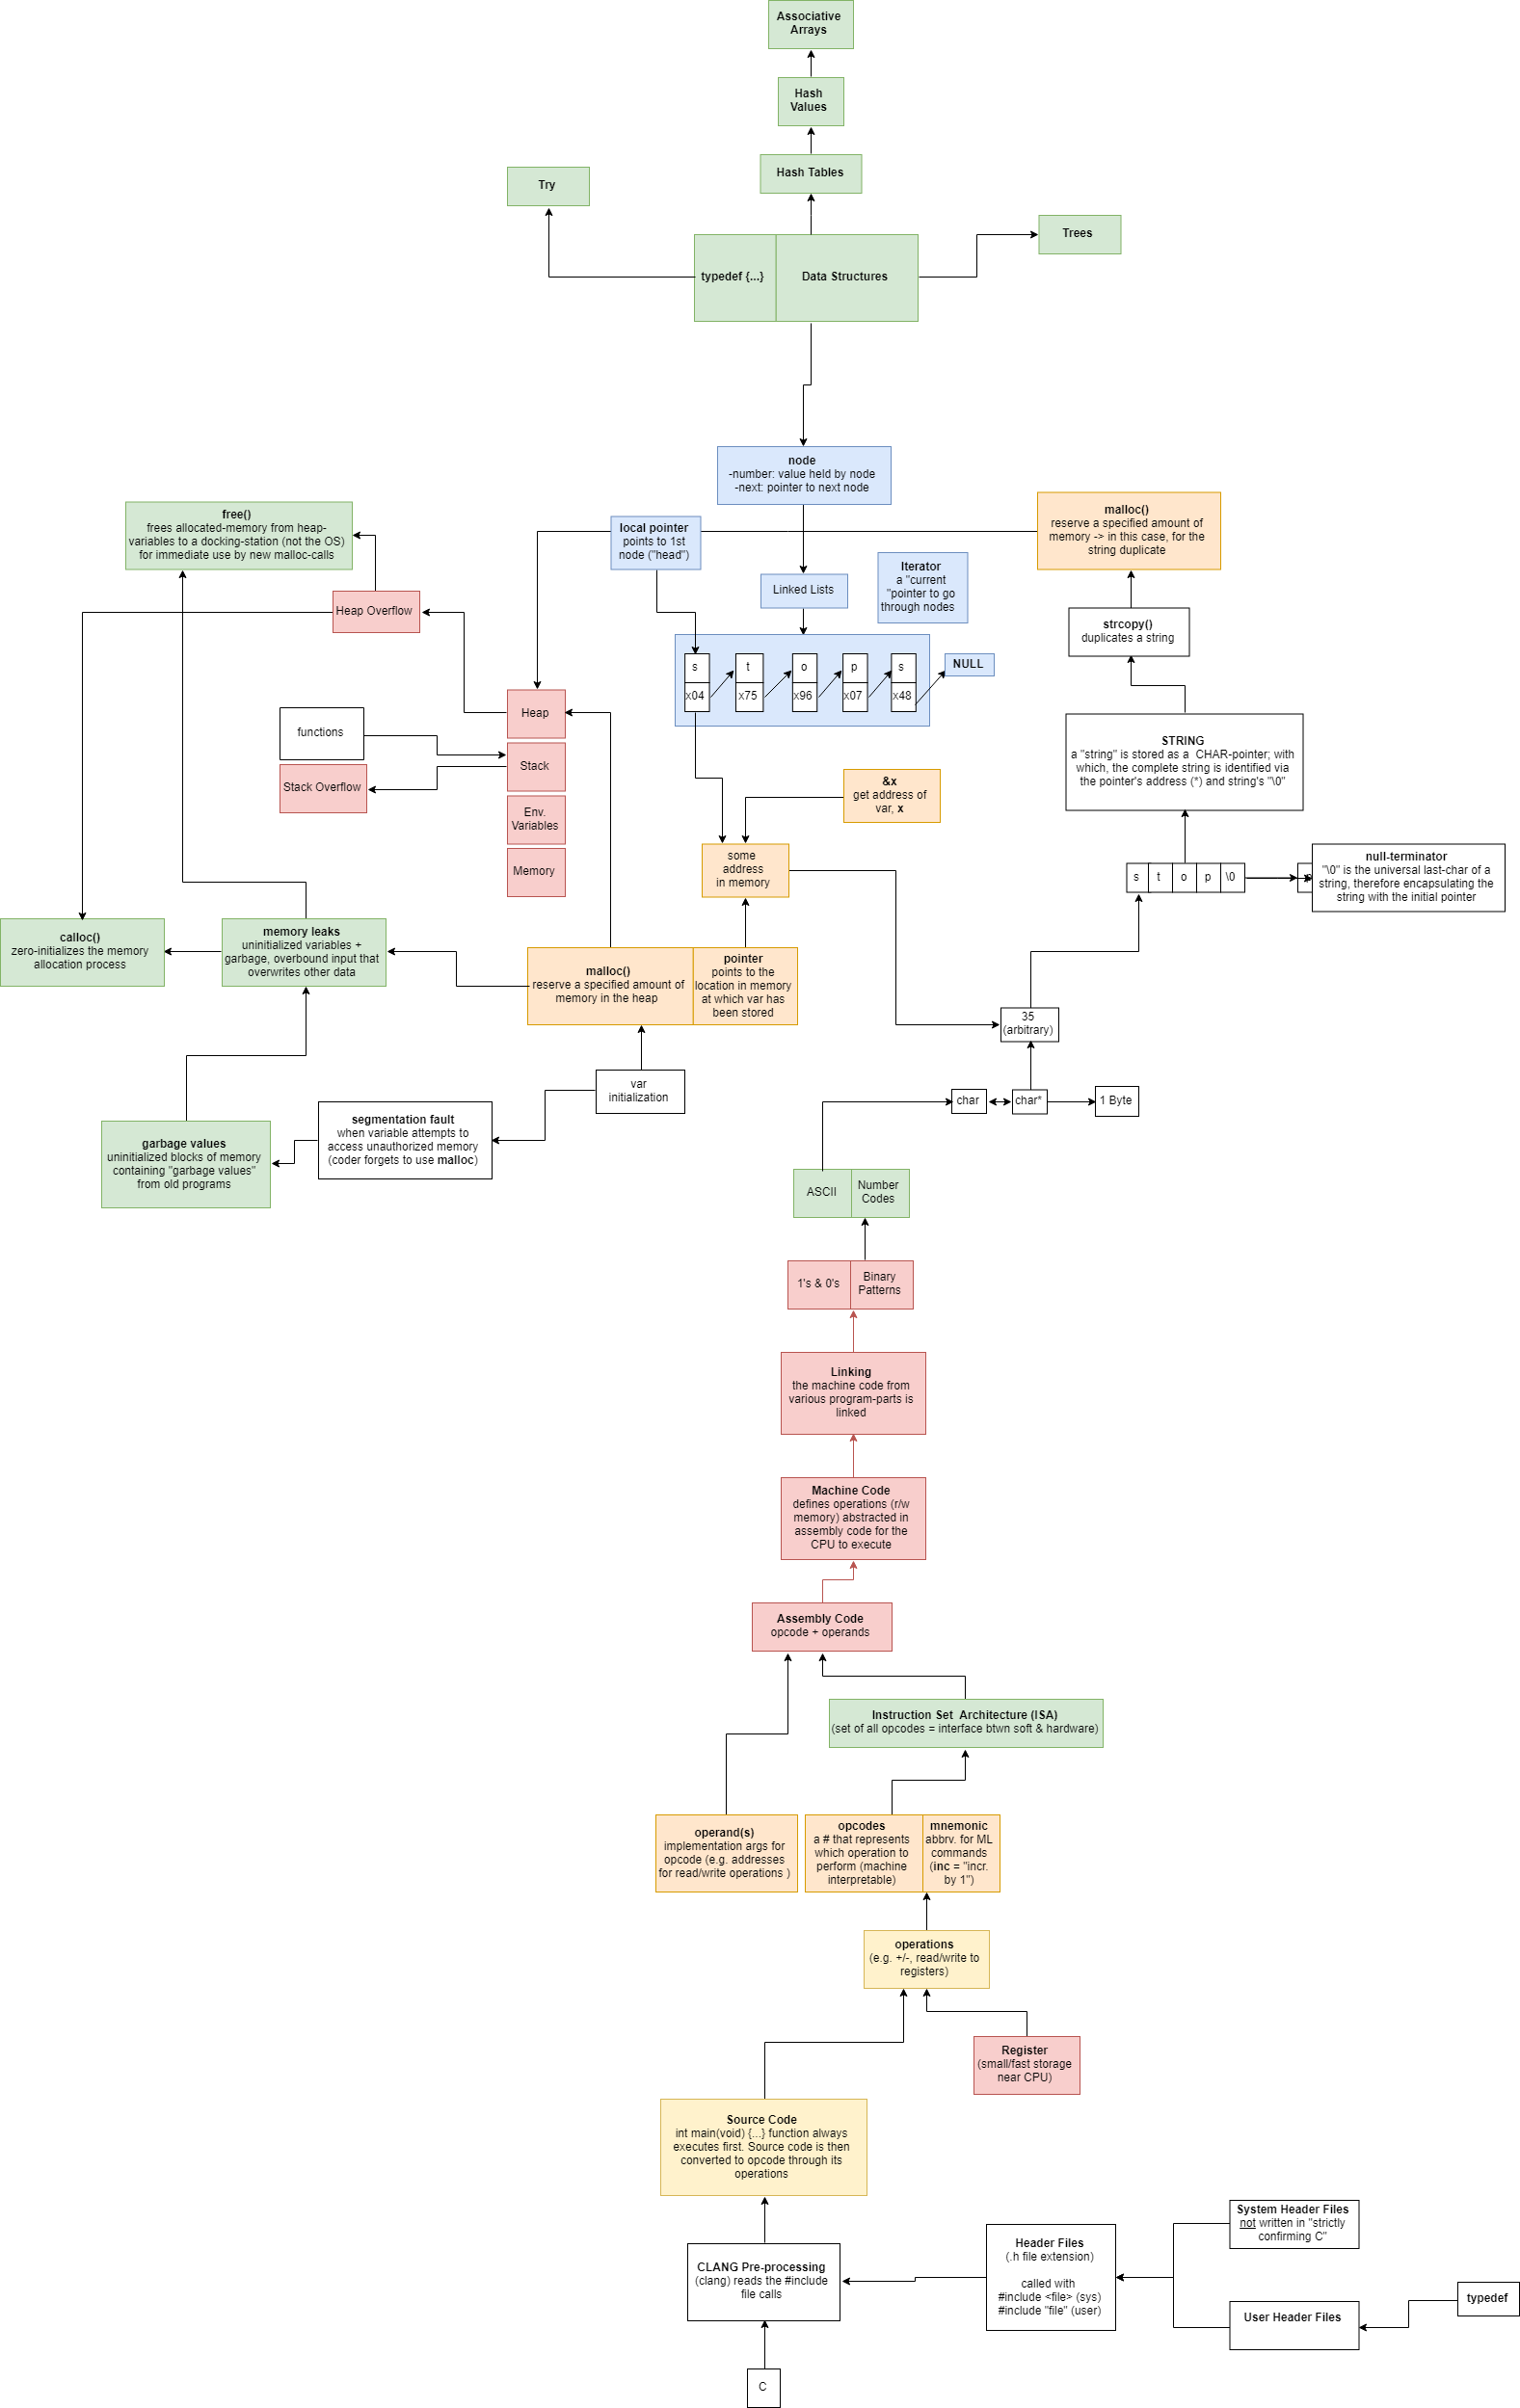 Associative
Arrays
Hash
Values
Hash Tables
Try
Trees
typedef {...}
Data Structures
node
-number: value held by node
-next: pointer to next node
free()
frees allocated-memory from heap-
variables to a docking-station (not the OS)
for immediate use by new malloc-calls
local pointer
points to 1st
node ("head")
malloc()
reserve a specified amount of
memory -> in this case, for the
string duplicate
Iterator
a "current
"pointer to go
through nodes
Linked Lists
Heap Overflow
strcopy()
duplicates a string
s
t
o
p
s
NULL
x04
x75
x96
x07
x48
Heap
functions
Stack
Stack Overflow
Env.
Variables
Memory
STRING
a "string" is stored as a  CHAR-pointer; with
which, the complete string is identified via
the pointer's address (*) and string's "\0"
&x
get address of
var, x
some
address
in memory
s
t
o
p
\0
null-terminator
"\0" is the universal last-char of a
string, therefore encapsulating the
string with the initial pointer
calloc()
zero-initializes the memory
allocation process
memory leaks
uninitialized variables +
garbage, overbound input that
overwrites other data
malloc()
reserve a specified amount of
memory in the heap
pointer
points to the
location in memory
at which var has
been stored
35
(arbitrary)
var
initialization
char
char*
1 Byte
segmentation fault
when variable attempts to
access unauthorized memory
(coder forgets to use malloc)
garbage values
uninitialized blocks of memory
containing "garbage values"
from old programs
ASCII
Number
Codes
1's & 0's
Binary
Patterns
Linking
the machine code from
various program-parts is
linked
Machine Code
defines operations (r/w
memory) abstracted in
assembly code for the
CPU to execute
Assembly Code
opcode + operands
Instruction Set  Architecture (ISA)
(set of all opcodes = interface btwn soft & hardware)
operand(s)
implementation args for
opcode (e.g. addresses
for read/write operations )
opcodes
a # that represents
which operation to
perform (machine
interpretable)
mnemonic
abbrv. for ML
commands
(inc = "incr.
by 1")
operations
(e.g. +/-, read/write to
registers)
Register
(small/fast storage
near CPU)
Source Code
int main(void) {...} function always
executes first. Source code is then
converted to opcode through its
operations
CLANG Pre-processing
(clang) reads the #include
file calls
Header Files
(.h file extension)
called with
#include <file> (sys)
#include "file" (user)
System Header Files
not written in "strictly
confirming C"
User Header Files
typedef
C